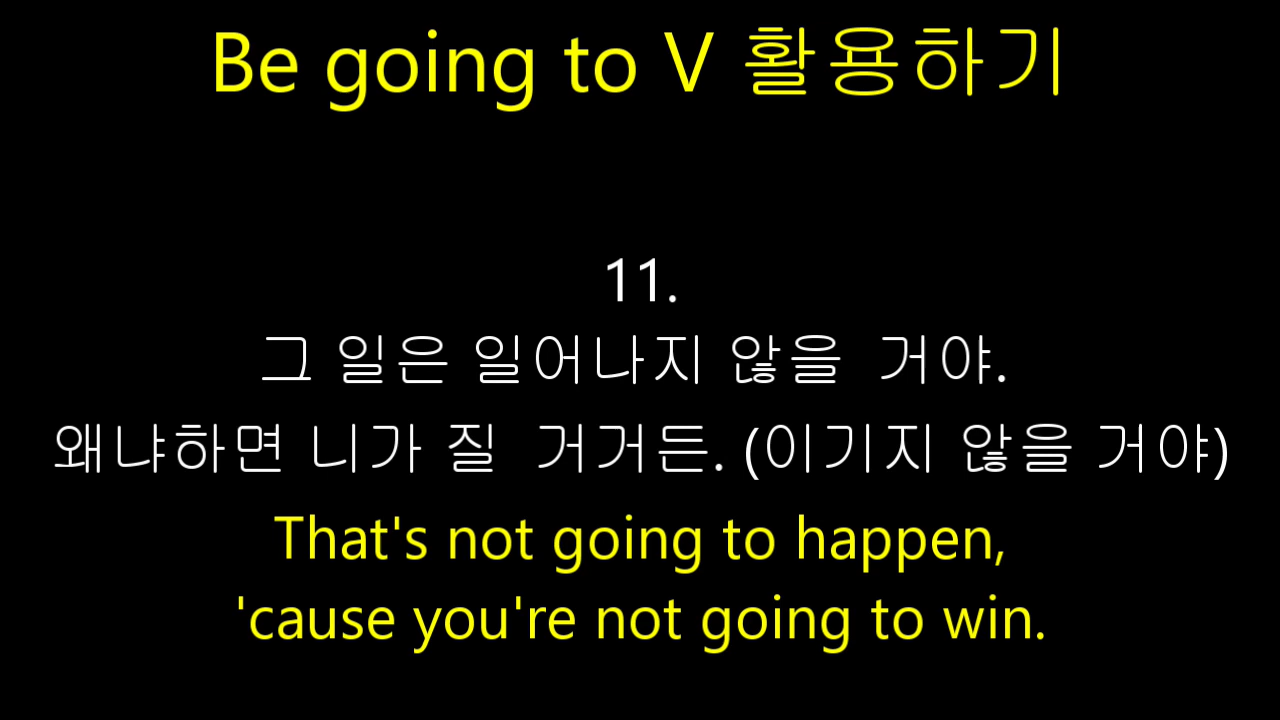 Be going to V 활용하기
11.
그 일은 일어나지 않을 거야.
왜냐하면 니가 질 거거든. (이기지 않을 거야)
That's not going to happen,
'cause you're not going to win.